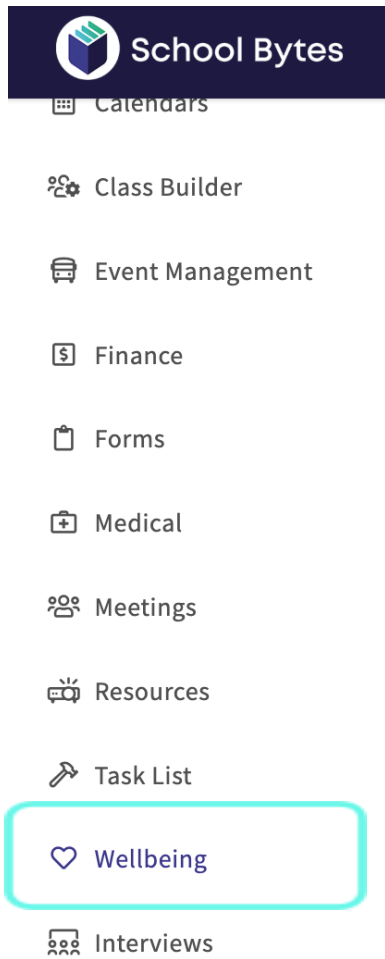 School Bytes
Calendars
Class Builder
Event Management
Finance
Forms
Medical
Meetings
Resources
Task List
Wellbeing
Interviews